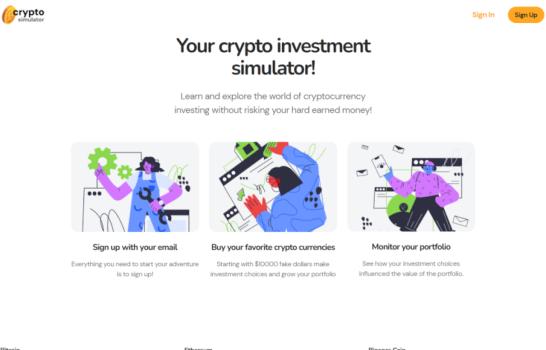 crypto
simulator
Sign In
Sign Up
Your crypto investment
simulator!
Learn and explore the world of cryptocurrency
investing without risking your hard earned money!
Sign up with your email
Everything you need to start your adventure
is to sign up!
Buy your favorite crypto currencies
Starting with $10000 fake dollars make
investment choices and grow your portfolio
Monitor your portfolio
See how your investment choices
influenced the value of the portfolio.